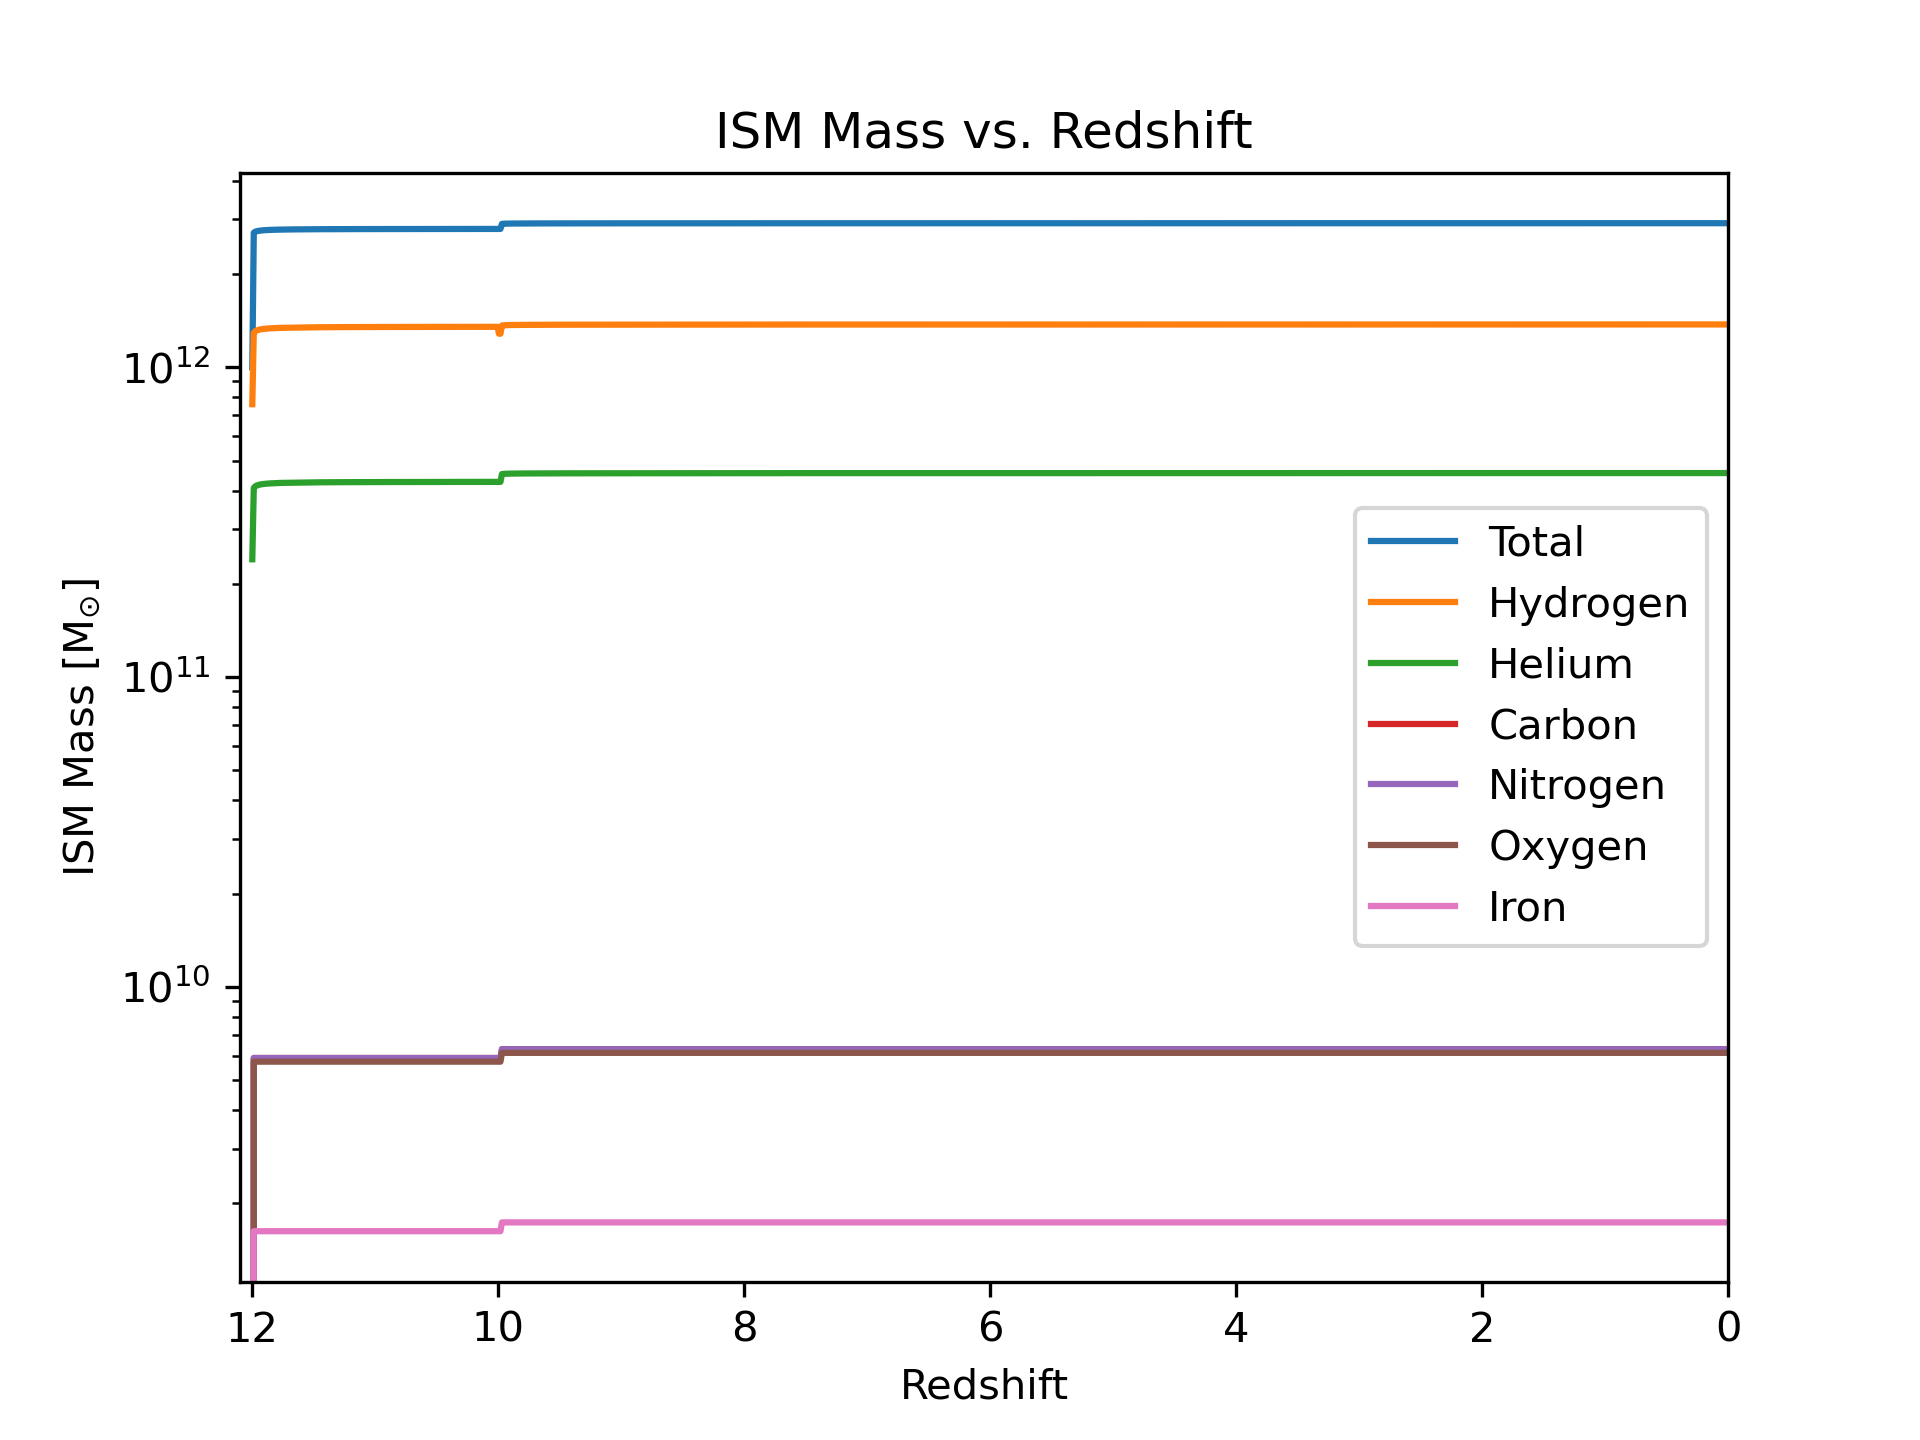 ISM Mass vs. Redshift
ISM Mass [M☉]
10¹²
10¹¹
10¹⁰
Total
Hydrogen
Helium
Carbon
Nitrogen
Oxygen
Iron
12 10 8 6 4 2 0
Redshift